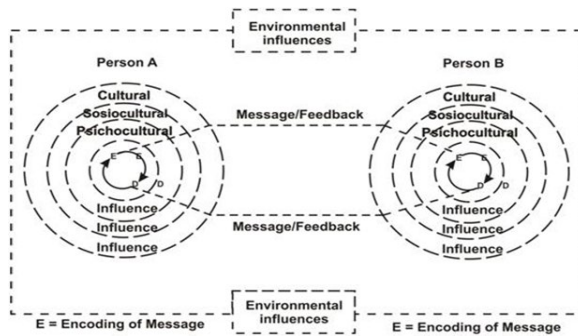 Environmental
influences
Person A
Person B
Cultural
Sosiocultural
Psichocultural
E E
D D
Influence
Influence
Influence
Message/Feedback
Message/Feedback
Cultural
Sosiocultural
Psychocultural
E E
D D
Influence
Influence
Influence
Environmental
influences
E = Encoding of Message
E = Encoding of Message